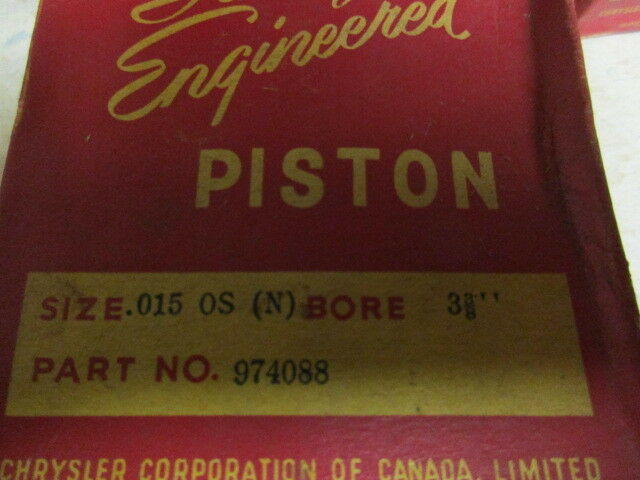 Engineered
PISTON
SIZE .015 OS (N) BORE 3⅜''
PART NO. 974088
CHRYSLER CORPORATION OF CANADA, LIMITED